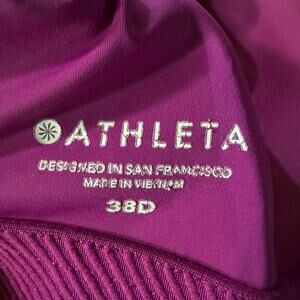 ATHLETA
DESIGNED IN SAN FRANCISCO
MADE IN VIETNAM
38D